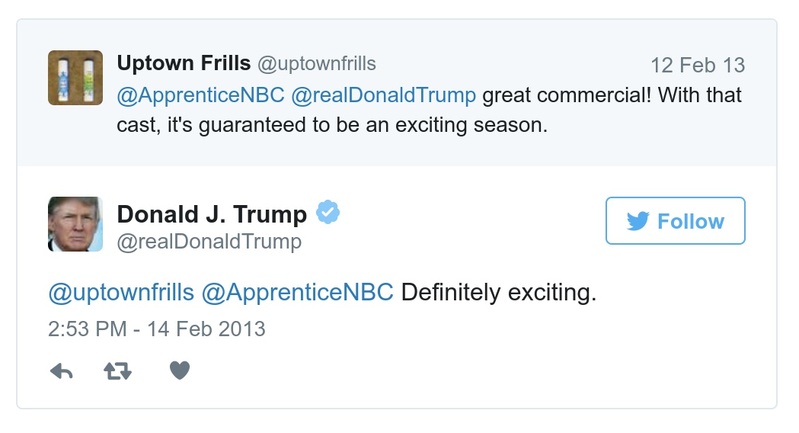 Uptown Frills @uptownfrills 12 Feb 13
@ApprenticeNBC @realDonaldTrump great commercial! With that
cast, it's guaranteed to be an exciting season.
Donald J. Trump
Follow
@realDonaldTrump
@uptownfrills @ApprenticeNBC Definitely exciting.
2:53 PM - 14 Feb 2013